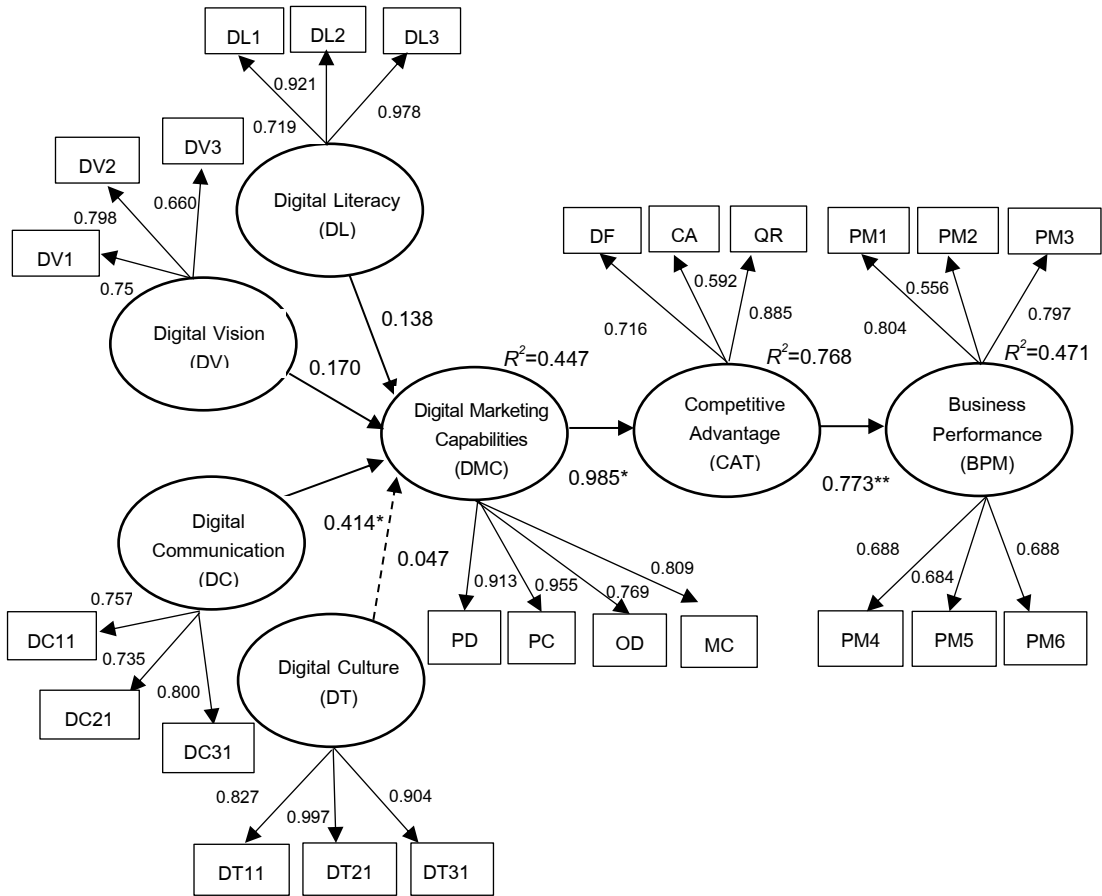 DL1
DL2
DL3
0.921
0.978
0.719
DV3
DV2
Digital Literacy
(DL)
0.660
0.798
DV1
0.75
DF
CA
QR
PM1
PM2
PM3
0.592
0.556
0.716
0.885
0.804
0.797
Digital Vision
(DV)
0.138
0.170
R²=0.447
R²=0.768
R²=0.471
Digital Marketing
Capabilities
(DMC)
Competitive
Advantage
(CAT)
Business
Performance
(BPM)
0.985*
0.773**
Digital
Communication
(DC)
0.414*
0.047
0.913
0.955
0.769
0.809
0.688
0.684
0.688
0.757
DC11
0.735
0.800
DC21
DC31
PD
PC
OD
MC
PM4
PM5
PM6
Digital Culture
(DT)
0.827
0.997
0.904
DT11
DT21
DT31